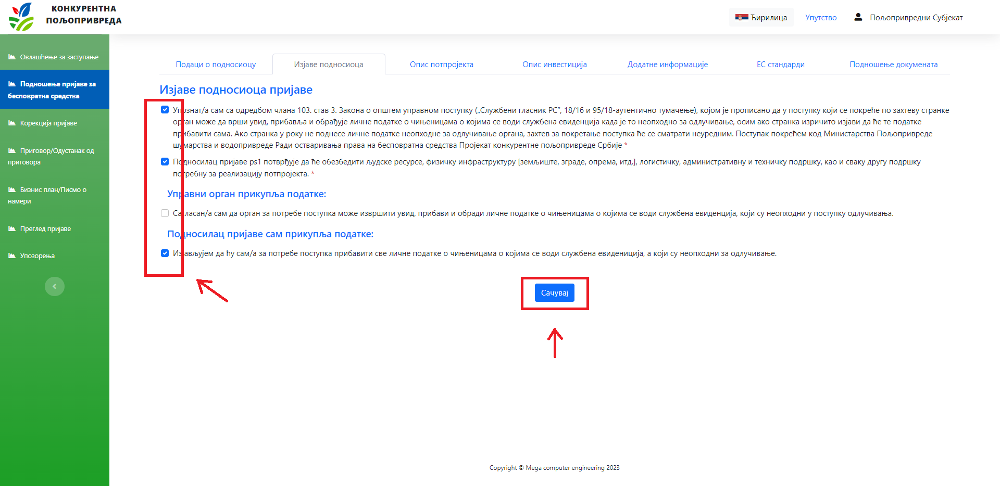 КОНКУРЕНТНА
ПОЉОПРИВРЕДА
Ћирилица
Упутство
Пољопривредни Субјекат
Овлашћење за заступање
Подношење пријаве за
бесповратна средства
Корекција пријаве
Приговор/Одустанак од
приговора
Бизнис план/Писмо о
намери
Преглед пријаве
Упозорења
Подаци о подносиоцу
Изјаве подносиоца
Опис потпројекта
Опис инвестиција
Додатне информације
ЕС стандарди
Подношење докумената
Изјаве подносиоца пријаве
Упознат/а сам са одредбом члана 103. став 3. Закона о општем управном поступку („Службени гласник РС“, 18/16 и 95/18-аутентично тумачење), којом је прописано да у поступку који се покреће по захтеву странке
орган може да врши увид, прибавља и обрађује личне податке о чињеницама о којима се води службена евиденција када је то неопходно за одлучивање, осим ако странка изричито изјави да ће те податке
прибавити сама. Ако странка у року не поднесе личне податке неопходне за одлучивање органа, захтев за покретање поступка ће се сматрати неуредним. Поступак покрећем код Министарства Пољопривреде
шумарства и водопривреде Ради остваривања права на бесповратна средства Пројекат конкурентне пољопривреде Србије *
Подносилац пријаве ps1 потврђује да ће обезбедити људске ресурсе, физичку инфраструктуру [земљиште, зграде, опрема, итд.], логистичку, административну и техничку подршку, као и сваку другу подршку
потребну за реализацију потпројекта. *
Управни орган прикупља податке:
Сагласан/а сам да орган за потребе поступка може извршити увид, прибави и обради личне податке о чињеницама о којима се води службена евиденција, који су неопходни у поступку одлучивања.
Подносилац пријаве сам прикупља податке:
Изјављујем да ћу сам/а за потребе поступка прибавити све личне податке о чињеницама о којима се води службена евидениција, а који су неопходни за одлучивање.
Сачувај
Copyright © Mega computer engineering 2023